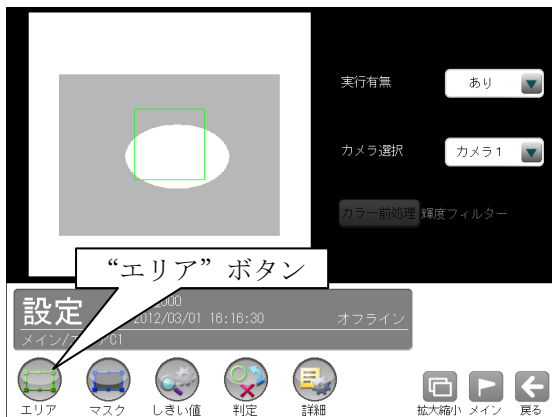 実行有無
あり
カメラ選択
カメラ1
カラー前処理 輝度フィルター
“エリア”ボタン
設定
2012/03/01 16:16:30
オフライン
エリア
マスク
しきい値
判定
詳細
拡大縮小
メイン
戻る